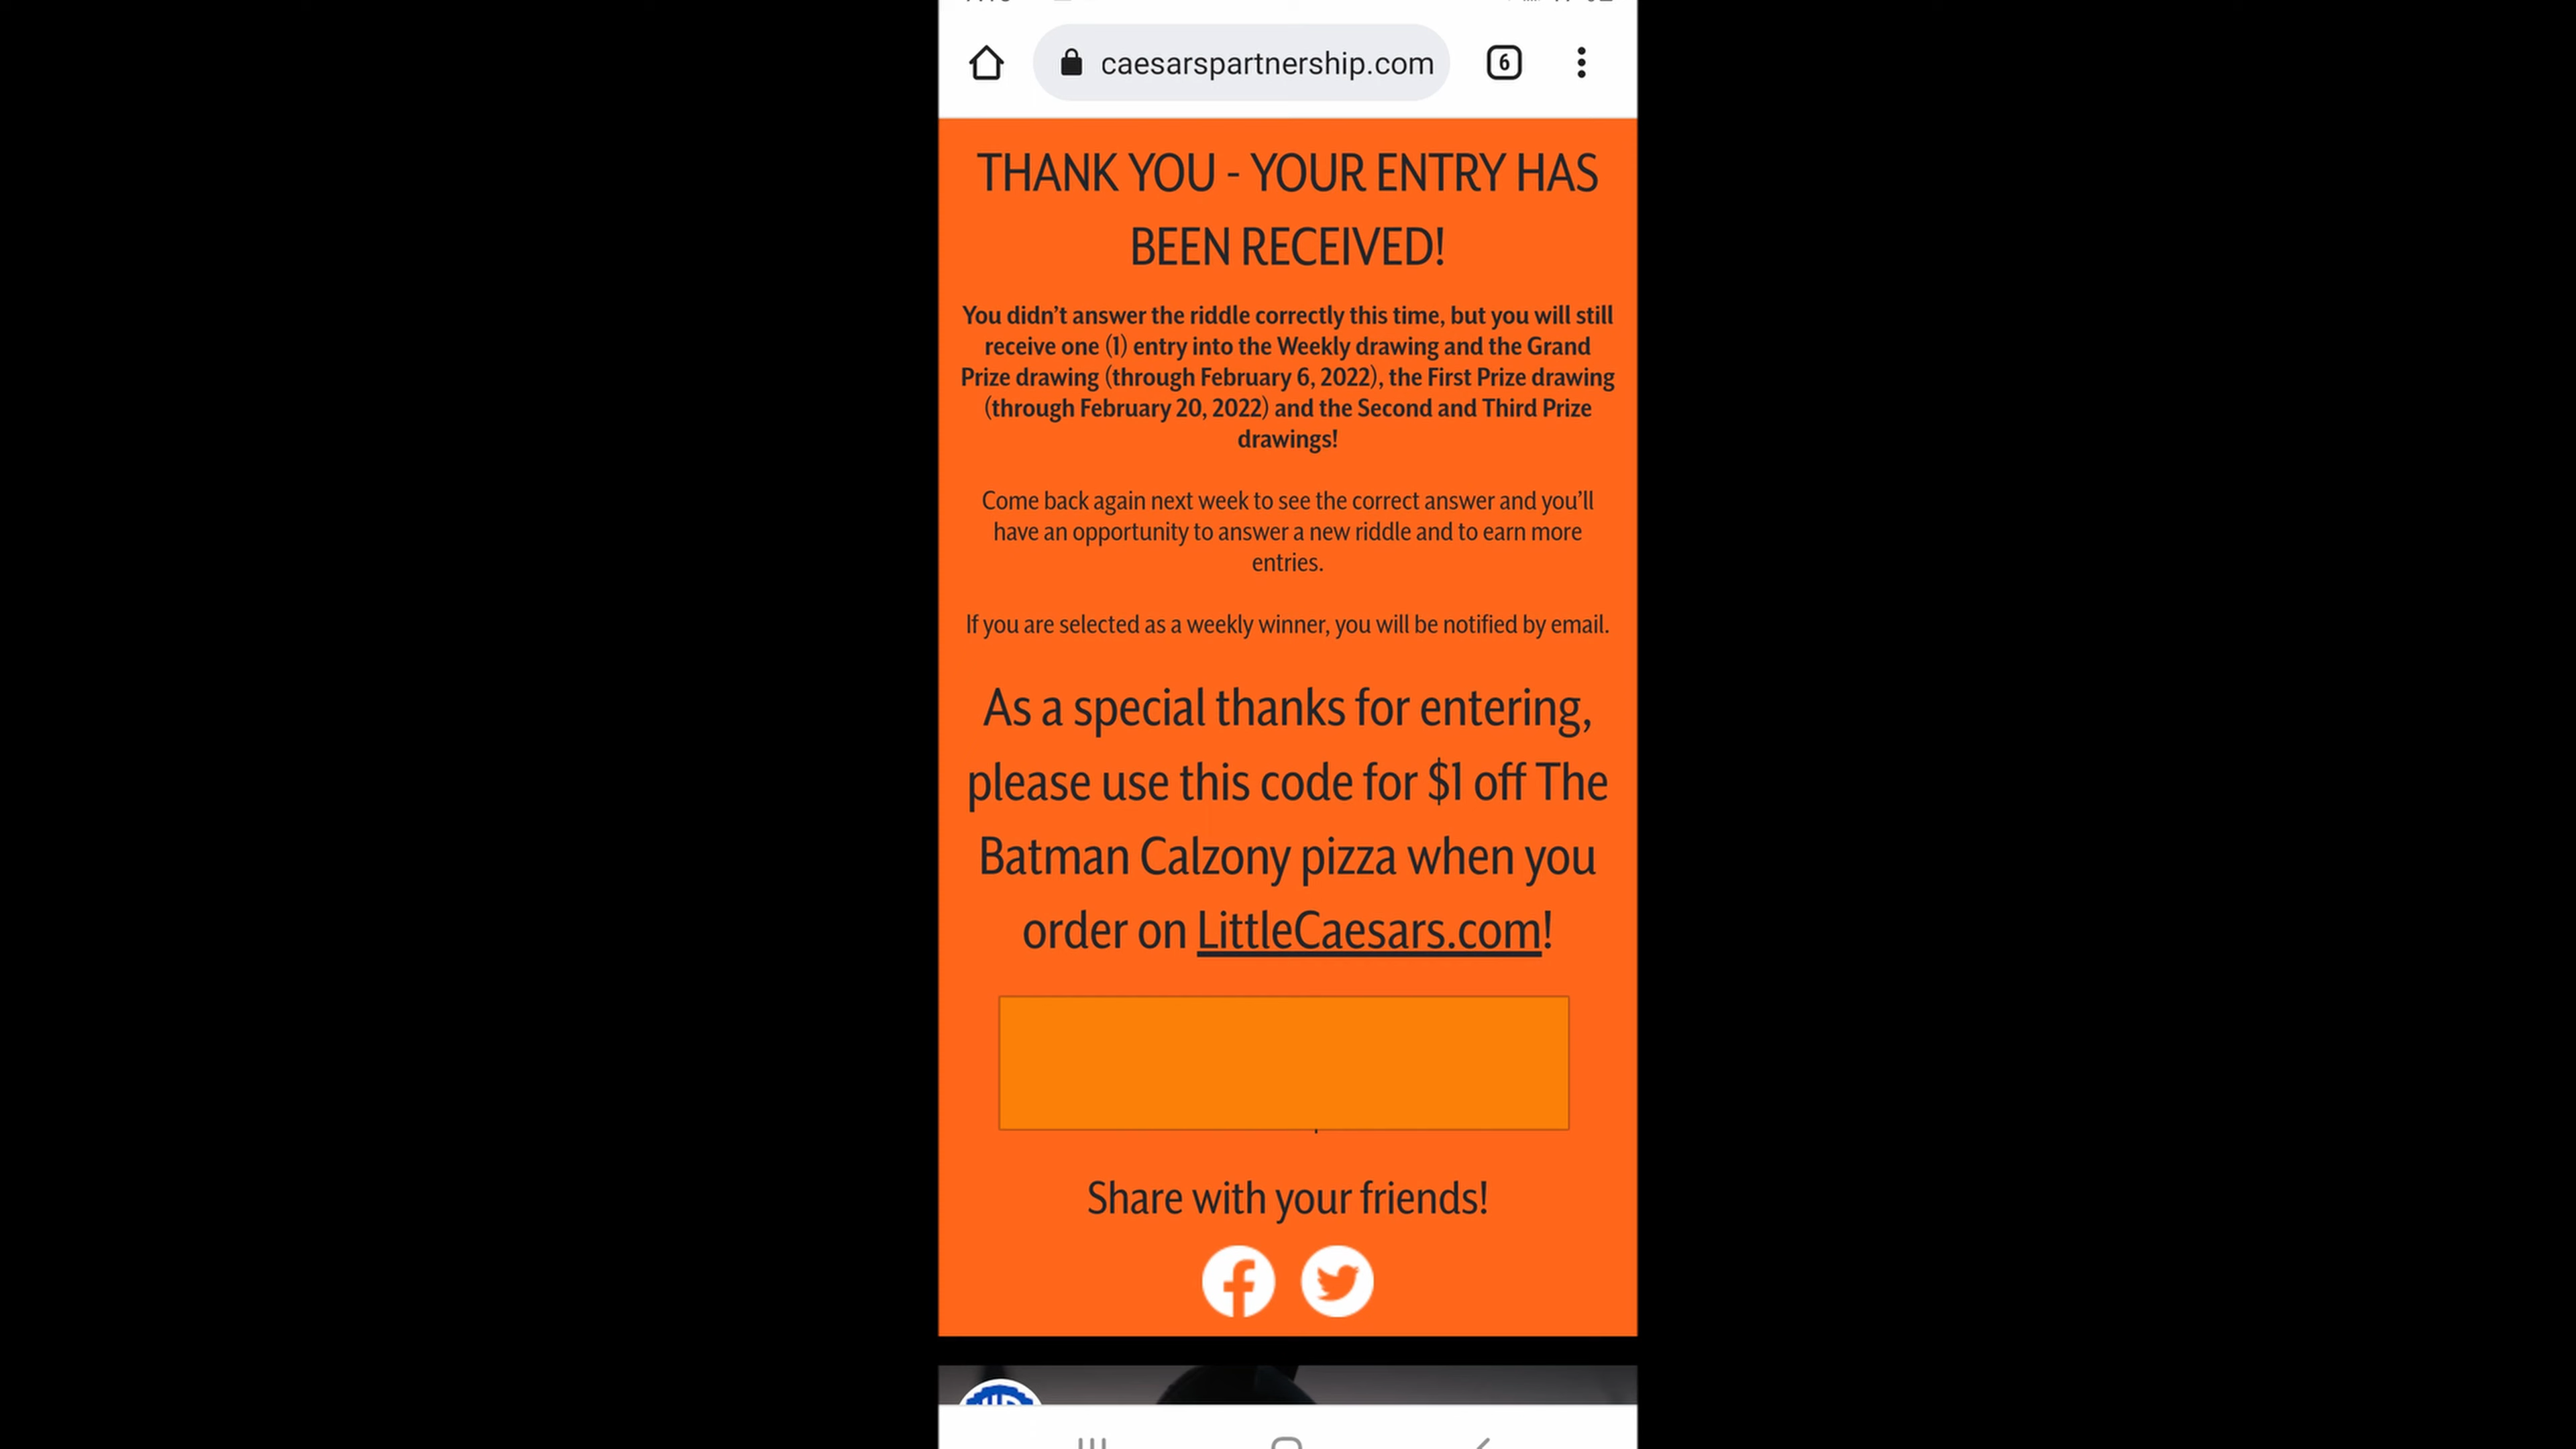 caesarspartnership.com
6
THANK YOU - YOUR ENTRY HAS
BEEN RECEIVED!
You didn’t answer the riddle correctly this time, but you will still
receive one (1) entry into the Weekly drawing and the Grand
Prize drawing (through February 6, 2022), the First Prize drawing
(through February 20, 2022) and the Second and Third Prize
drawings!
Come back again next week to see the correct answer and you’ll
have an opportunity to answer a new riddle and to earn more
entries.
If you are selected as a weekly winner, you will be notified by email.
As a special thanks for entering,
please use this code for $1 off The
Batman Calzony pizza when you
order on LittleCaesars.com!
Share with your friends!